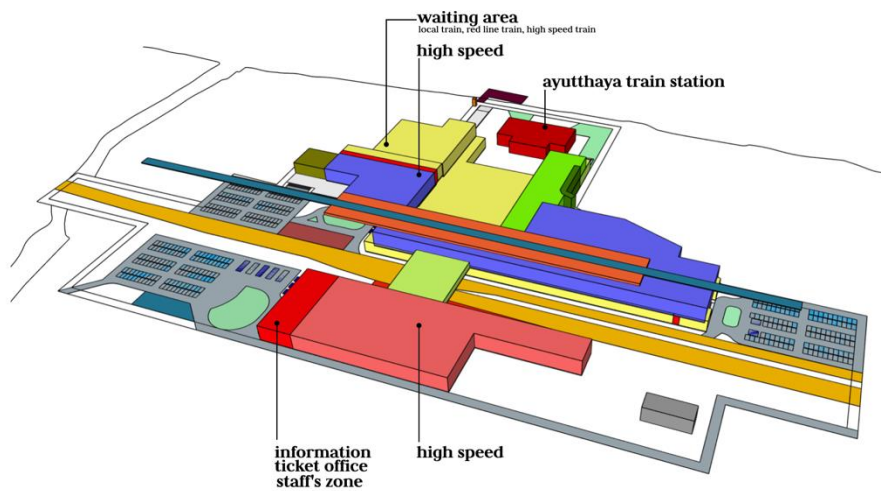 waiting area
local train, red line train, high speed train
high speed
ayutthaya train station
information
ticket office
staff's zone
high speed